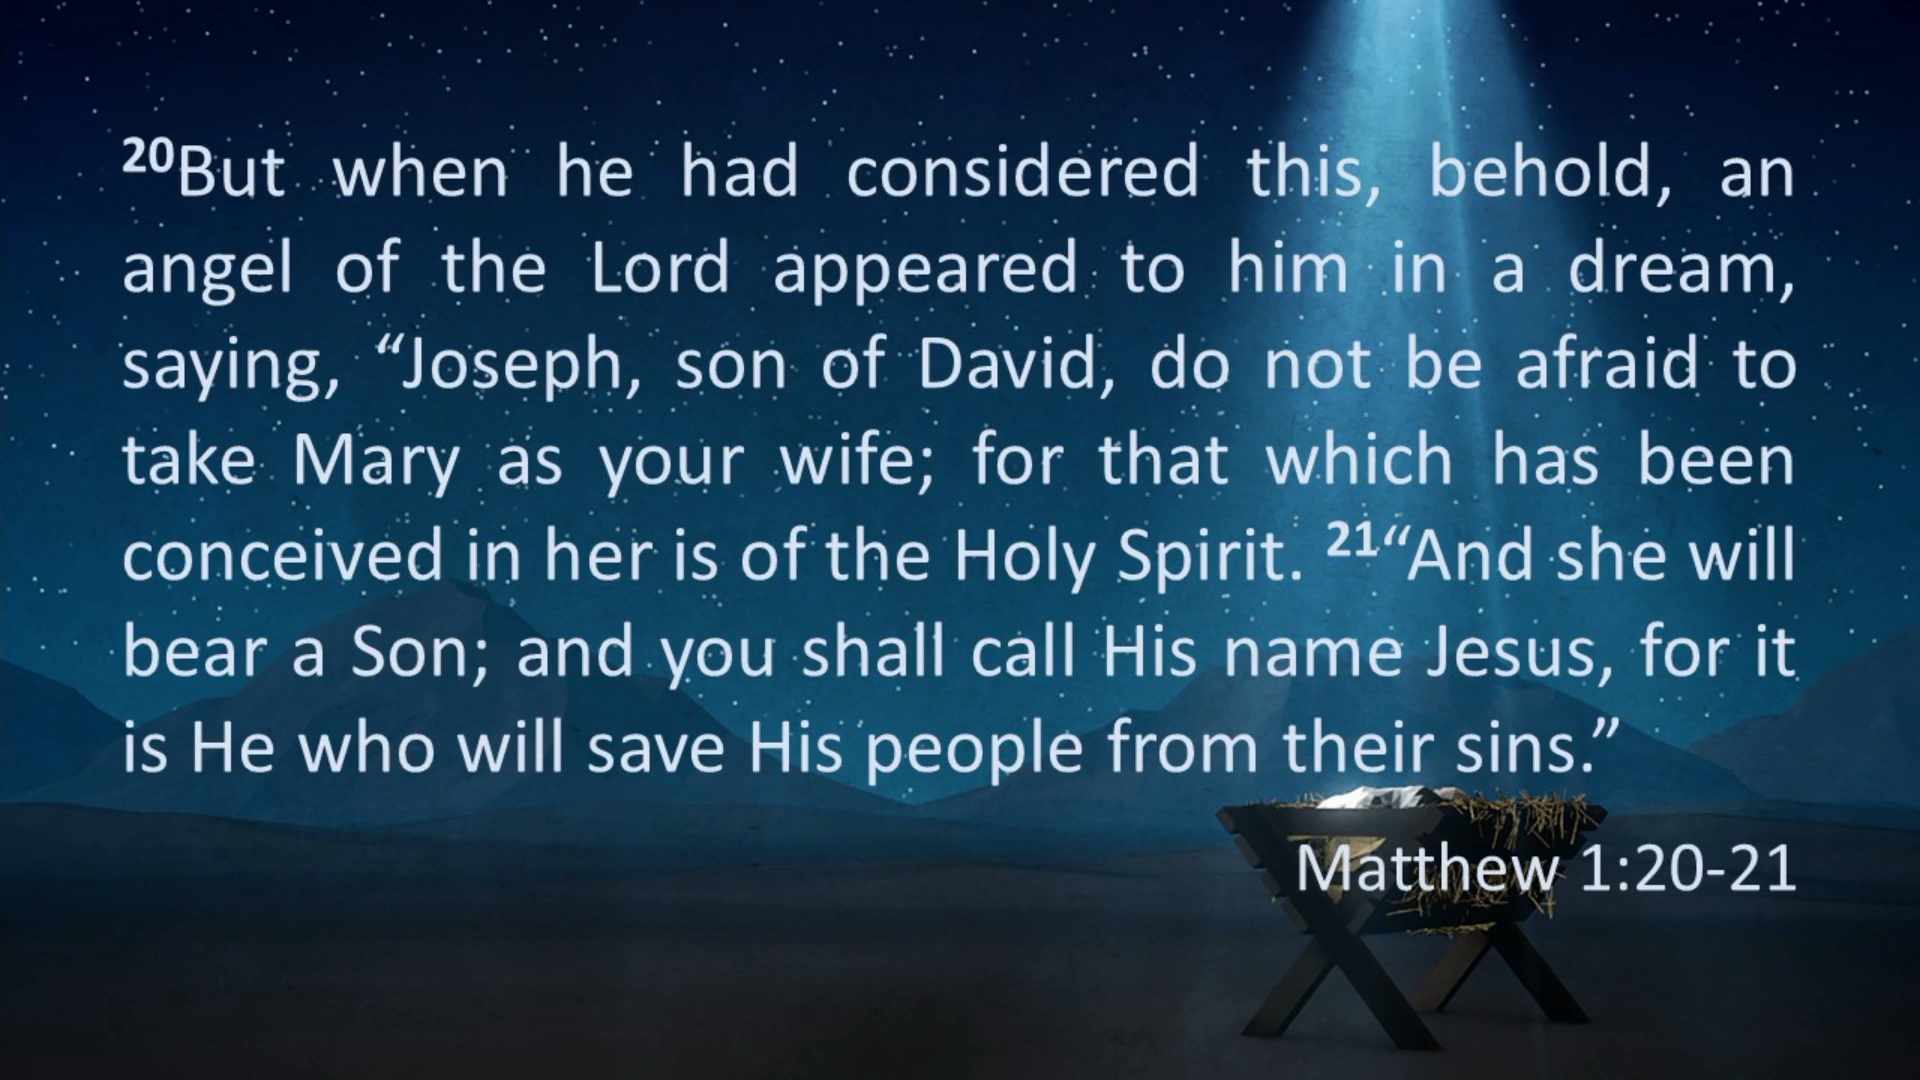 ²⁰But when he had considered this, behold, an
angel of the Lord appeared to him in a dream,
saying, “Joseph, son of David, do not be afraid to
take Mary as your wife; for that which has been
conceived in her is of the Holy Spirit. ²¹“And she will
bear a Son; and you shall call His name Jesus, for it
is He who will save His people from their sins.”
Matthew 1:20-21